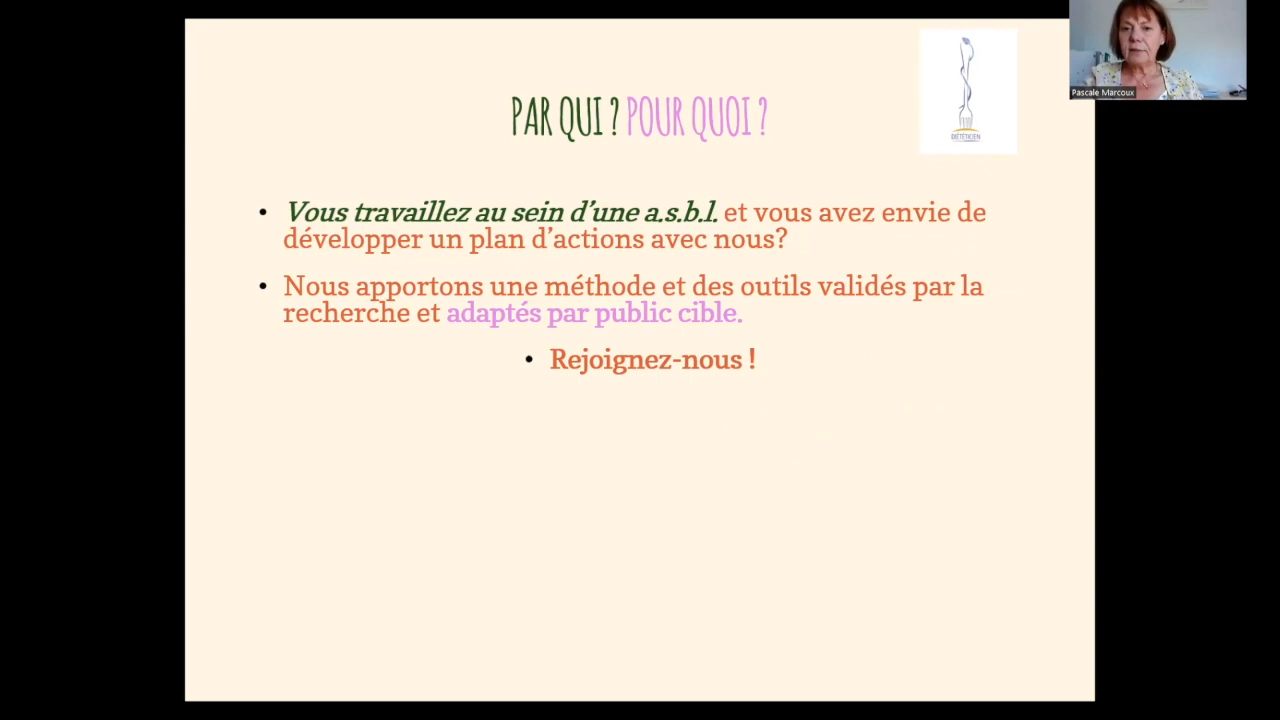 Pascale Marcoux
PAR QUI ? POUR QUOI ?
DIÉTÉTICIEN
• Vous travaillez au sein d’une a.s.b.l. et vous avez envie de
développer un plan d’actions avec nous?
• Nous apportons une méthode et des outils validés par la
recherche et adaptés par public cible.
• Rejoignez-nous !